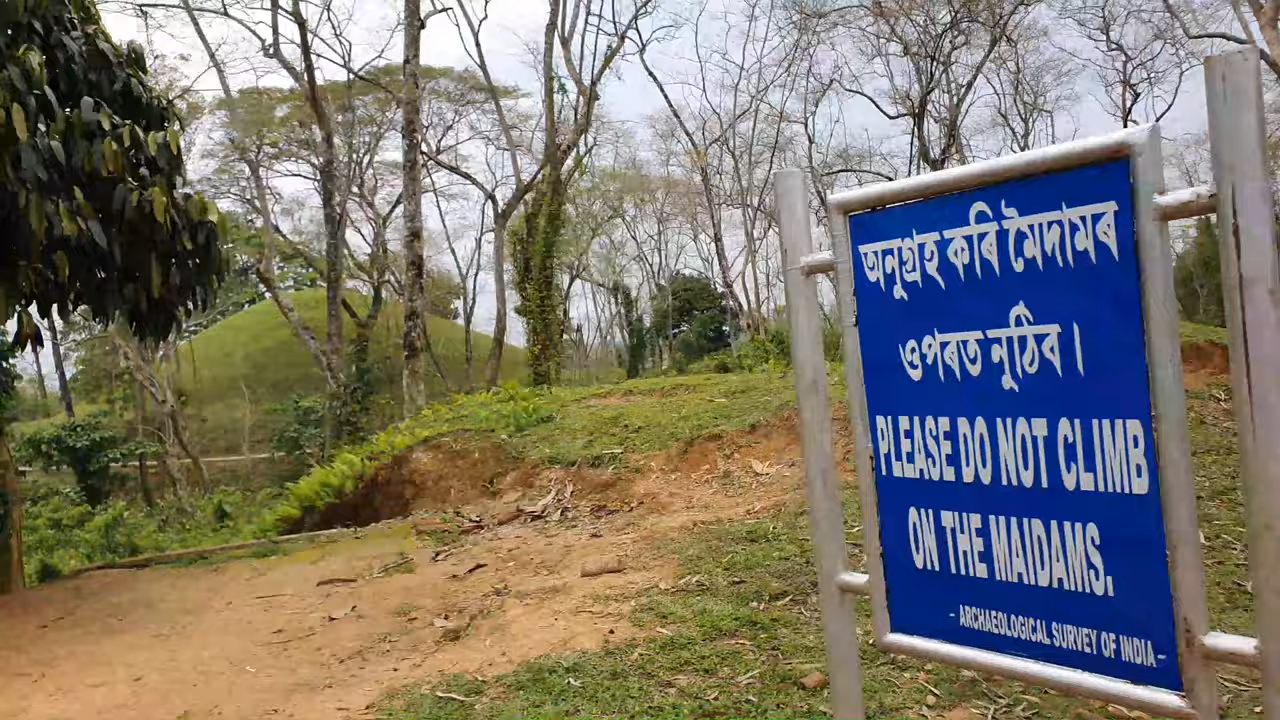 অনুগ্ৰহ কৰি মৈদামৰ
ওপৰত নুঠিব।
PLEASE DO NOT CLIMB
ON THE MAIDAMS.
- ARCHAEOLOGICAL SURVEY OF INDIA-